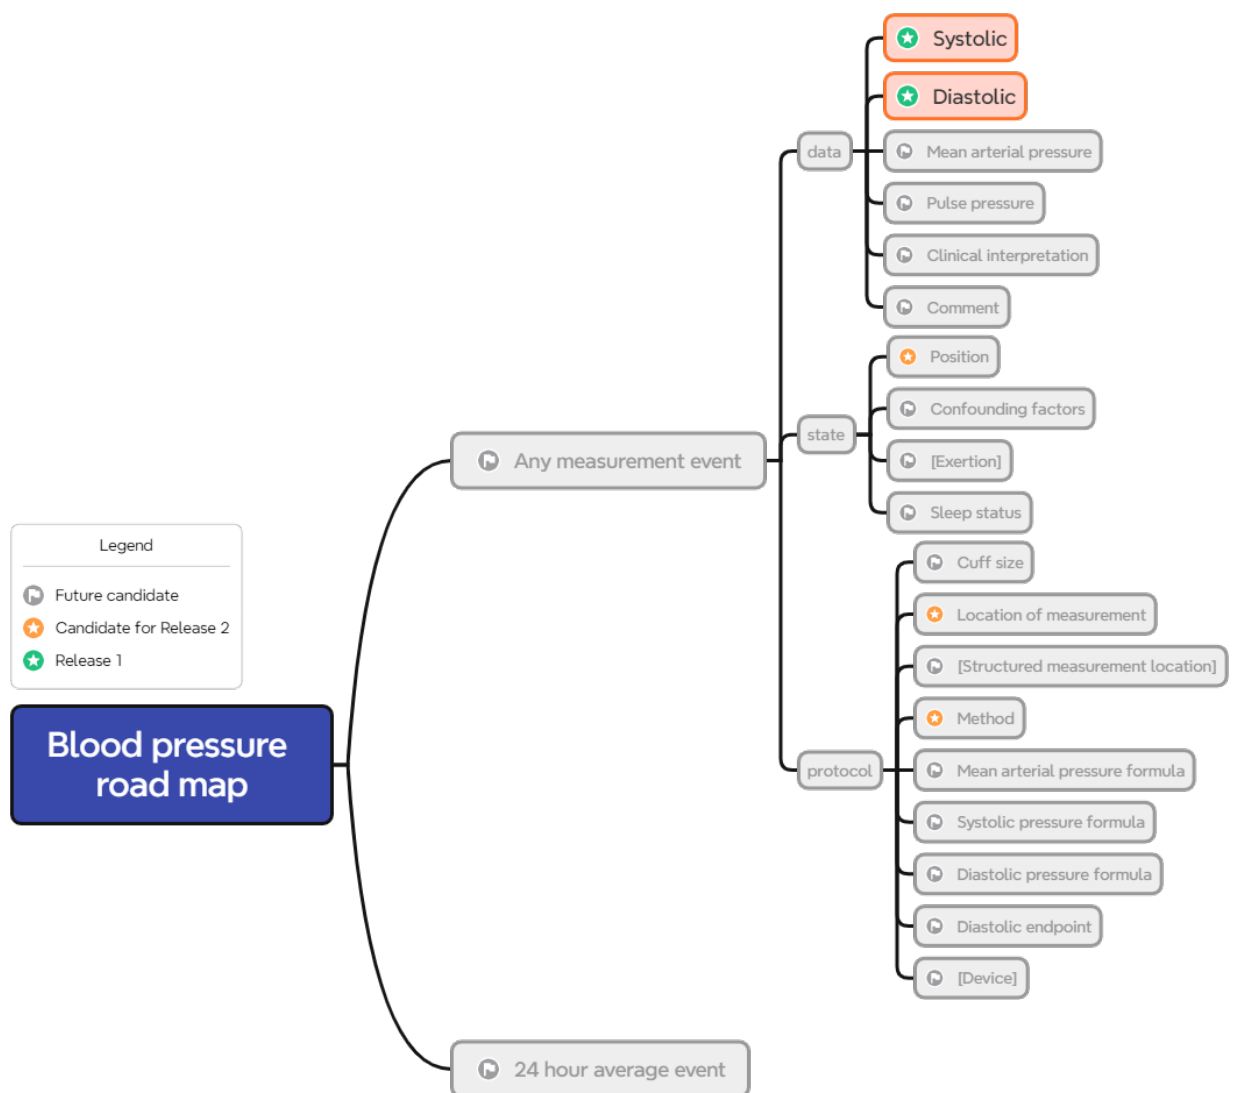 Systolic
Diastolic
data
Mean arterial pressure
Pulse pressure
Clinical interpretation
Comment
Position
Confounding factors
state
Any measurement event
[Exertion]
Sleep status
Legend
Future candidate
Candidate for Release 2
Release 1
Cuff size
Location of measurement
[Structured measurement location]
Method
Blood pressure
road map
protocol
Mean arterial pressure formula
Systolic pressure formula
Diastolic pressure formula
Diastolic endpoint
[Device]
24 hour average event